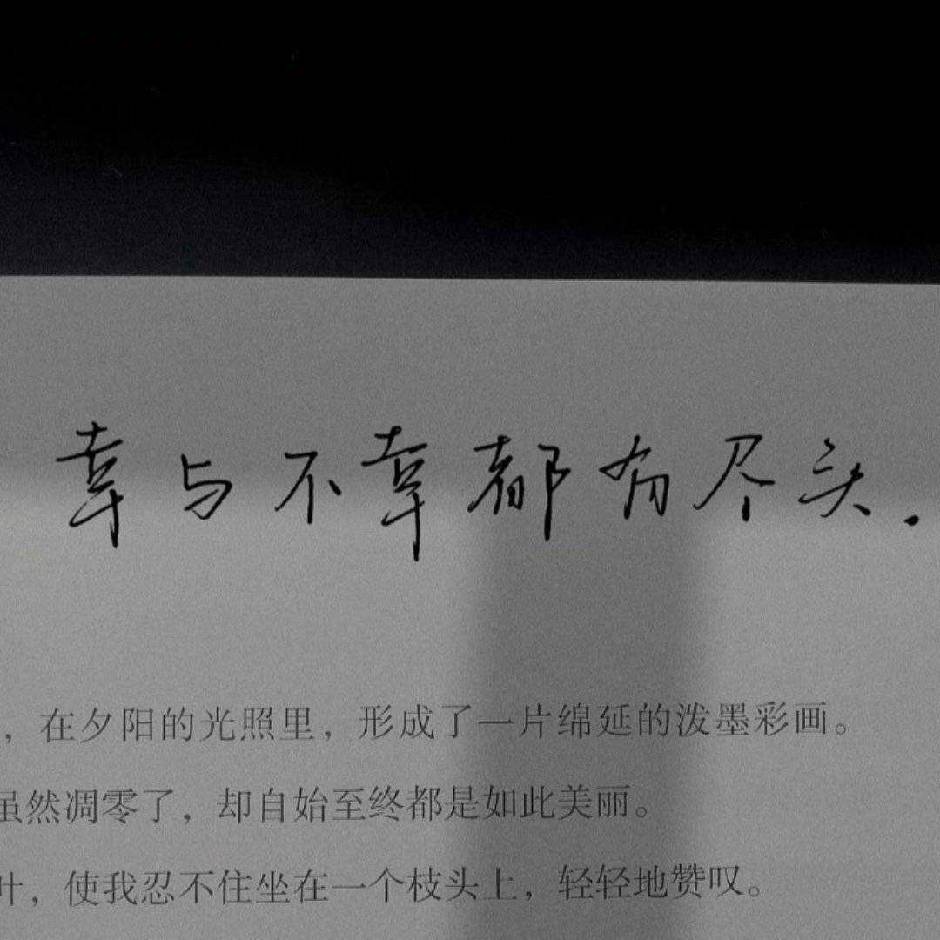 幸与不幸都有尽头.
，在夕阳的光照里，形成了一片绵延的泼墨彩画。
虽然凋零了，却自始至终都是如此美丽。
叶，使我忍不住坐在一个枝头上，轻轻地赞叹。